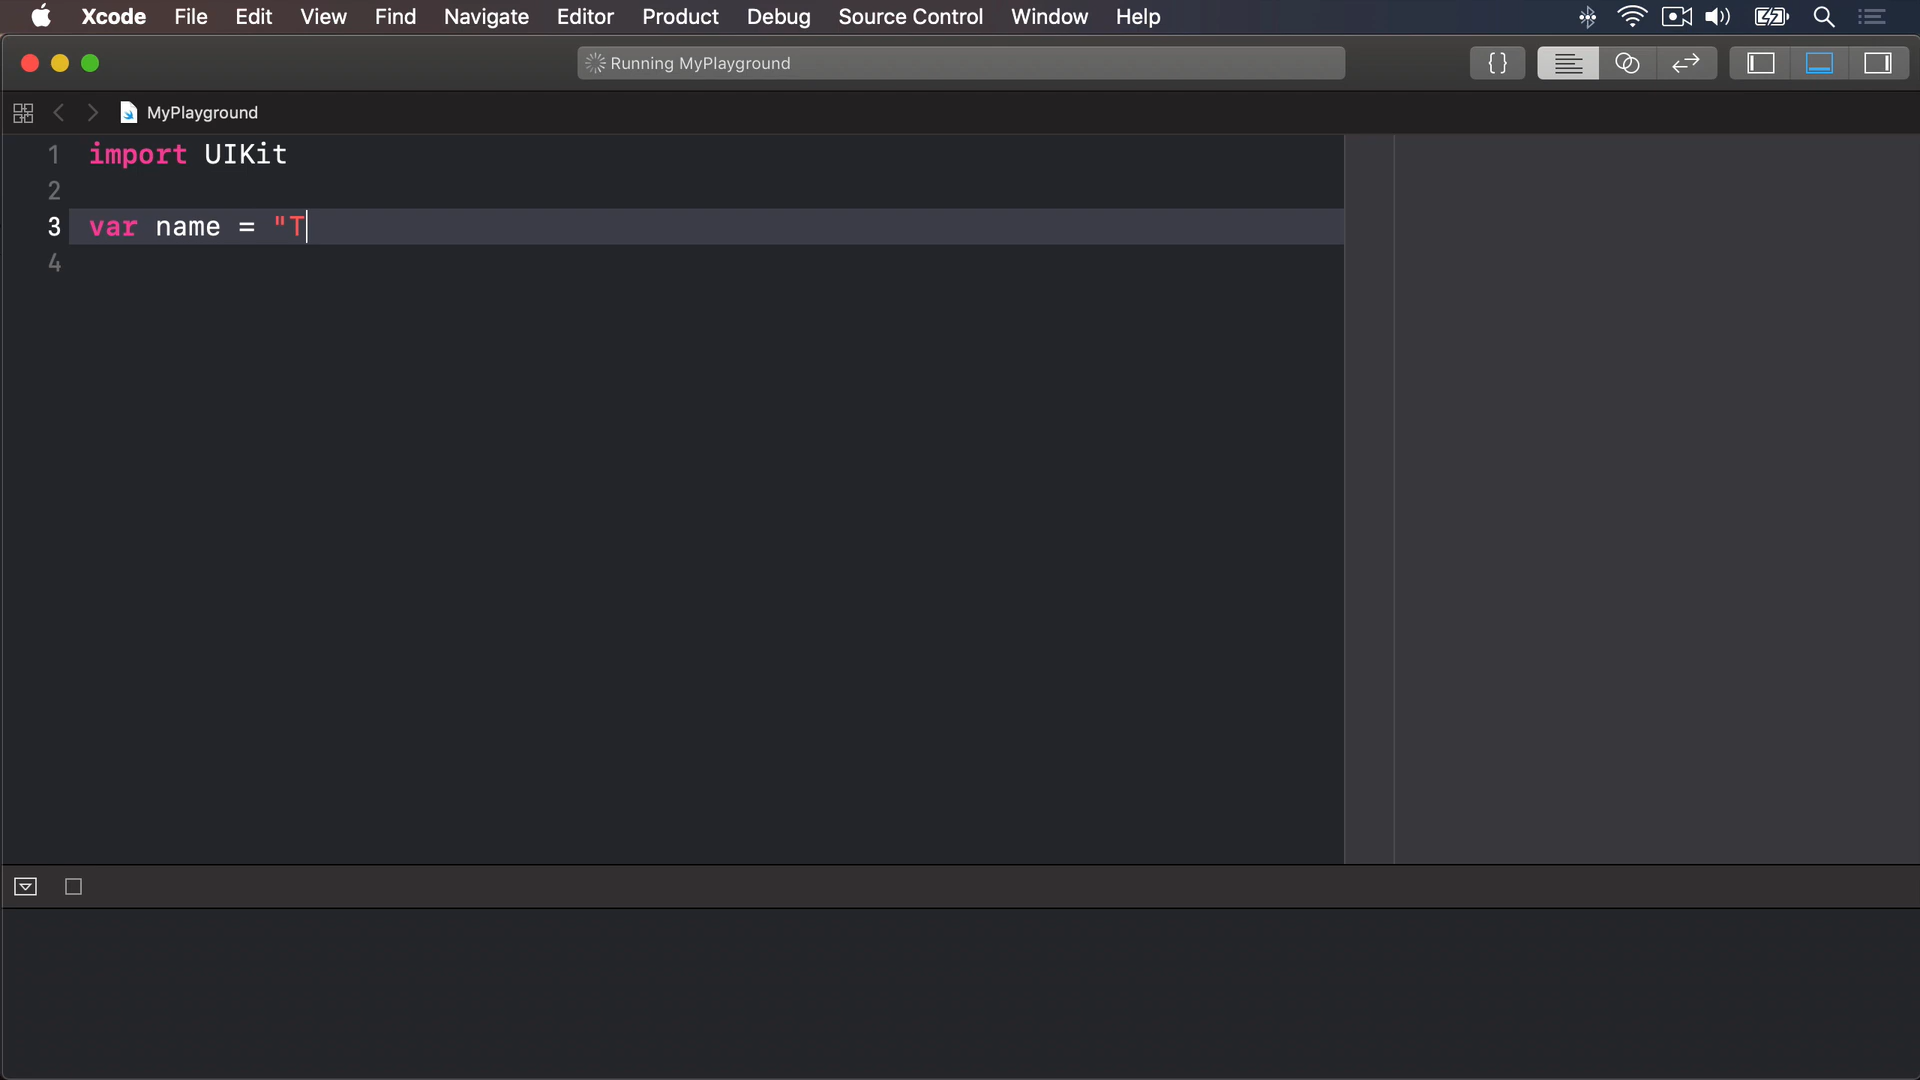 Xcode File Edit View Find Navigate Editor Product Debug Source Control Window Help
Running MyPlayground
{}
MyPlayground
1 import UIKit
2
3 var name = "T
4